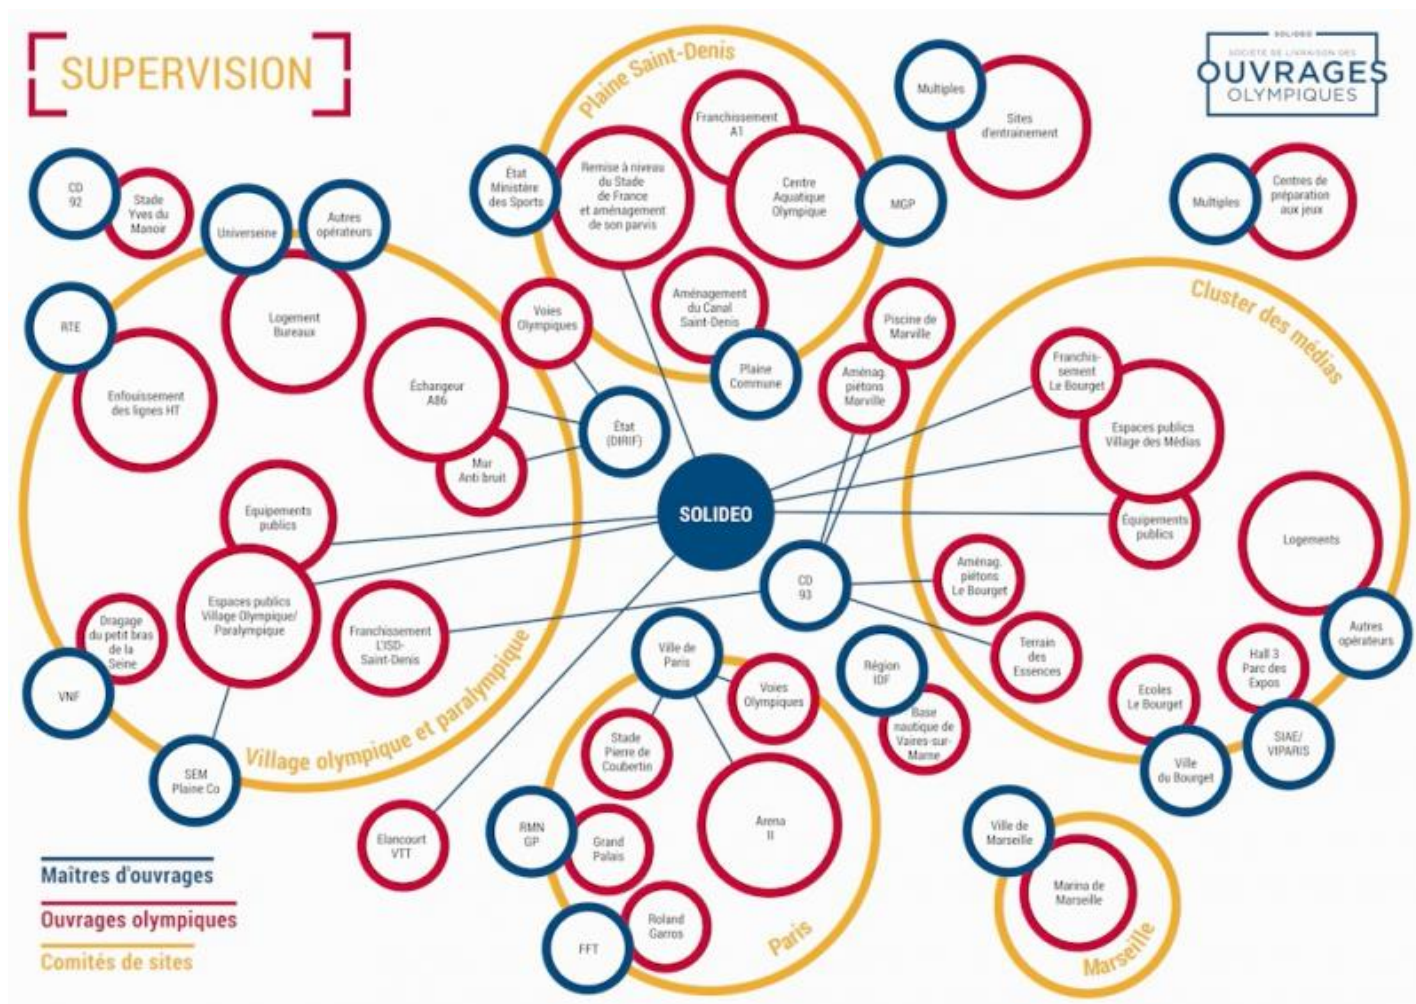 SUPERVISION
SOLIDEO
SOCIÉTÉ DE LIVRAISON DES
OUVRAGES
OLYMPIQUES
Plaine Saint-Denis
Franchissement
A1
Remise à niveau
du Stade
de France
et aménagement
de son parvis
Centre
Aquatique
Olympique
Aménagement
du Canal
Saint-Denis
État
Ministère
des Sports
MGP
Plaine
Commune
Multiples
Sites
d'entrainement
Multiples
Centres de
préparation
aux jeux
CD
92
Stade
Yves du
Manoir
Universeine
Autres
opérateurs
RTE
Logement
Bureaux
Enfouissement
des lignes HT
Échangeur
A86
Mur
Anti bruit
Voies
Olympiques
État
(DIRIF)
Piscine de
Marville
Aménag.
piétons
Marville
Equipements
publics
Espaces publics
Village Olympique/
Paralympique
Franchissement
L'ISD-
Saint-Denis
Dragage
du petit bras
de la
Seine
VNF
SEM
Plaine Co
Village olympique et paralympique
SOLIDEO
CD
93
Cluster des médias
Franchis-
sement
Le Bourget
Espaces publics
Village des Médias
Équipements
publics
Logements
Aménag.
piétons
Le Bourget
Terrain
des
Essences
Autres
opérateurs
Hall 3
Parc des
Expos
Ecoles
Le Bourget
SIAE/
VIPARIS
Ville
du Bourget
Ville de
Paris
Voies
Olympiques
Stade
Pierre de
Coubertin
Arena
II
RMN
GP
Grand
Palais
FFT
Roland
Garros
Paris
Région
IDF
Base
nautique de
Vaires-sur-
Marne
Elancourt
VTT
Ville de
Marseille
Marina de
Marseille
Marseille
Maîtres d'ouvrages
Ouvrages olympiques
Comités de sites